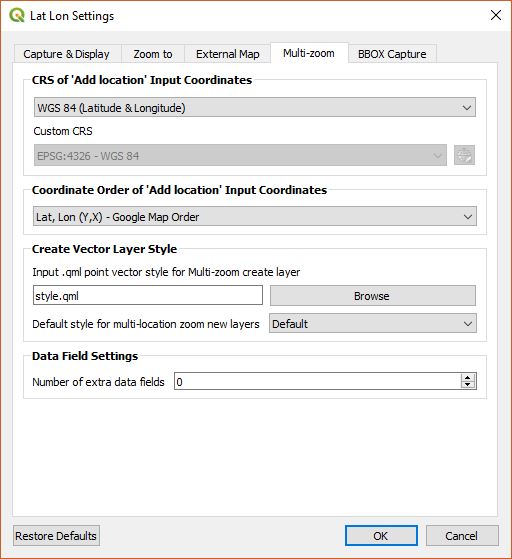 Lat Lon Settings
Capture & Display Zoom to External Map Multi-zoom BBOX Capture
CRS of 'Add location' Input Coordinates
WGS 84 (Latitude & Longitude)
Custom CRS
EPSG:4326 - WGS 84
Coordinate Order of 'Add location' Input Coordinates
Lat, Lon (Y,X) - Google Map Order
Create Vector Layer Style
Input .qml point vector style for Multi-zoom create layer
style.qml Browse
Default style for multi-location zoom new layers Default
Data Field Settings
Number of extra data fields 0
Restore Defaults OK Cancel